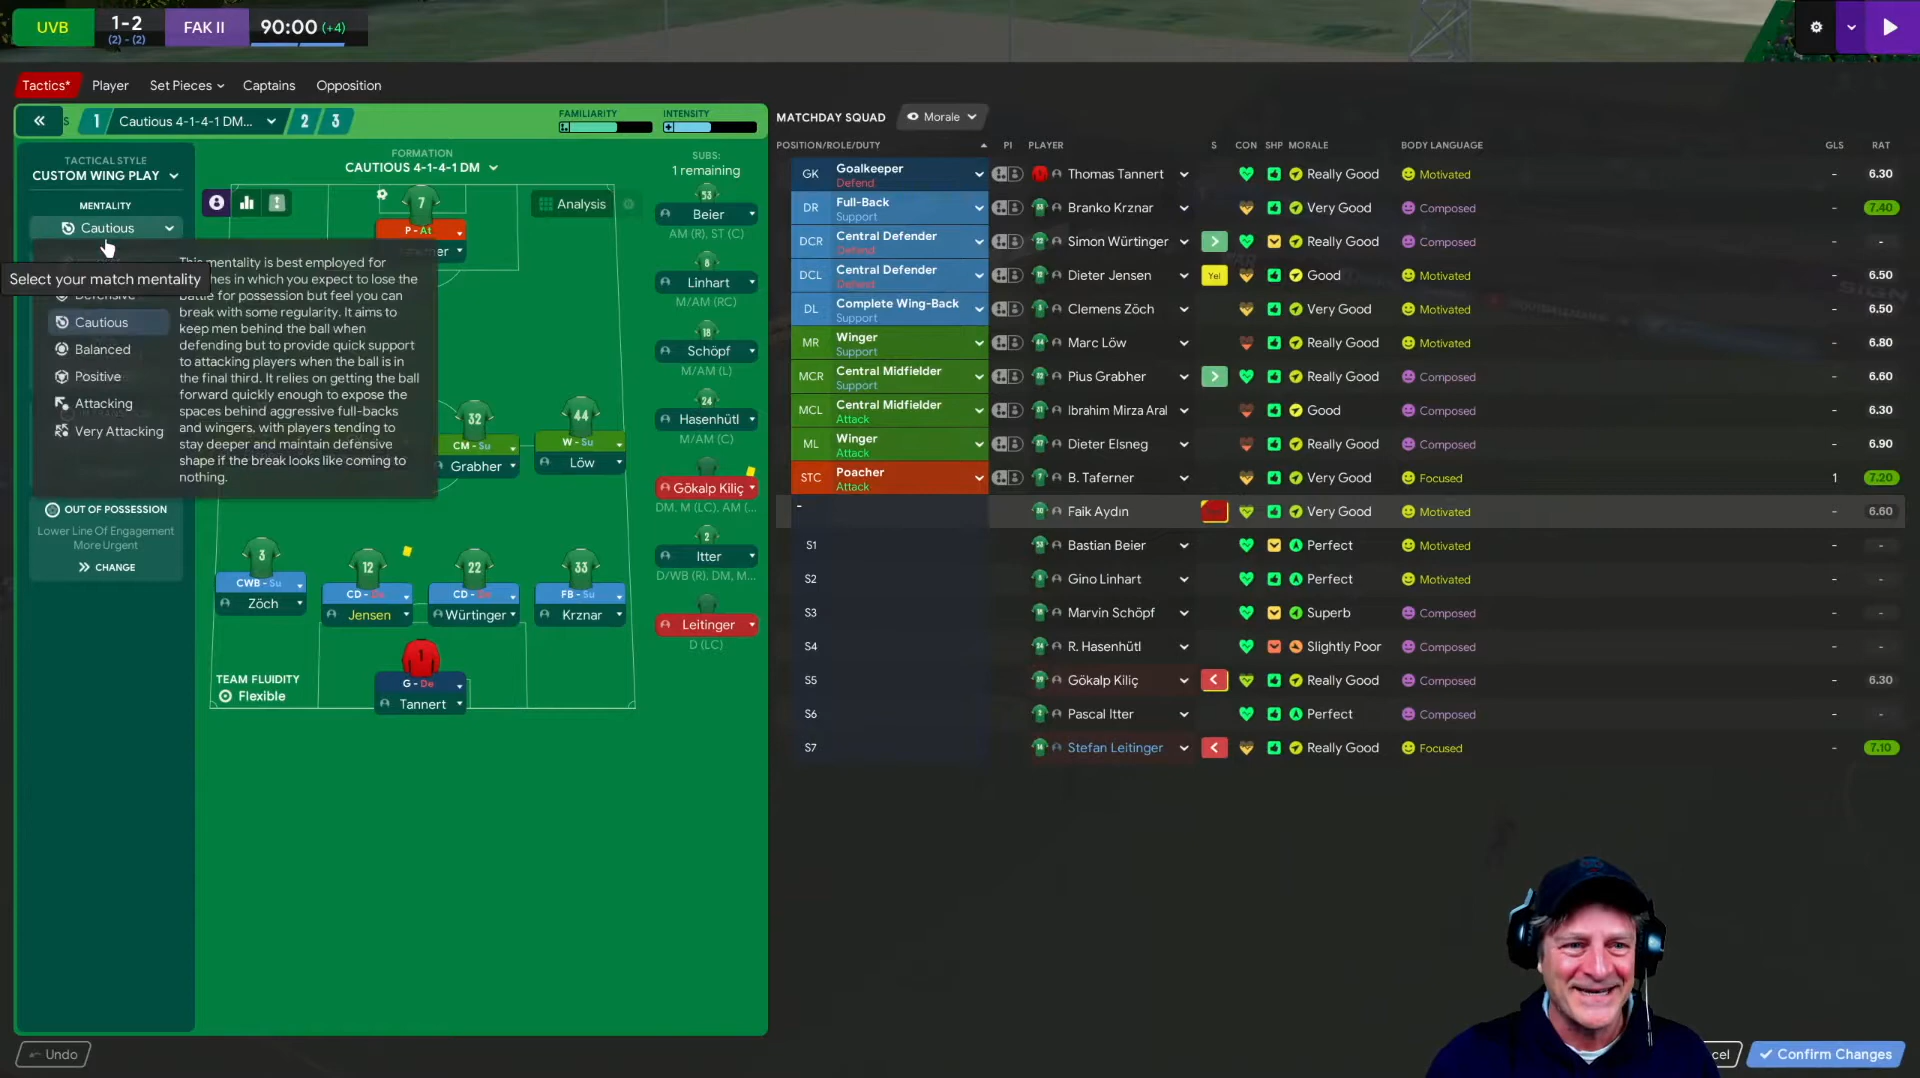 UVB
1-2
(2) - (2)
FAK II
90:00 (+4)
Tactics*
Player
Set Pieces
Captains
Opposition
S
1
Cautious 4-1-4-1 DM...
2
3
FAMILIARITY
INTENSITY
TACTICAL STYLE
CUSTOM WING PLAY
MENTALITY
Cautious
Select your match mentality
Defensive
Cautious
Balanced
Positive
Attacking
Very Attacking
This mentality is best employed for
matches in which you expect to lose the
battle for possession but feel you can
break with some regularity. It aims to
keep men behind the ball when
defending but to provide quick support
to attacking players when the ball is in
the final third. It relies on getting the ball
forward quickly enough to expose the
spaces behind aggressive full-backs
and wingers, with players tending to
stay deeper and maintain defensive
shape if the break looks like coming to
nothing.
OUT OF POSSESSION
Lower Line Of Engagement
More Urgent
CHANGE
FORMATION
CAUTIOUS 4-1-4-1 DM
Analysis
7
P - At
32
CM - Su
Grabher
44
W - Su
Löw
3
CWB - Su
Zöch
12
CD - De
Jensen
22
CD - De
Würtinger
33
FB - Su
Krznar
1
G - De
Tannert
TEAM FLUIDITY
Flexible
SUBS:
1 remaining
53
Beier
AM (R), ST (C)
8
Linhart
M/AM (RC)
18
Schöpf
M/AM (L)
24
Hasenhütl
M/AM (C)
Gökalp Kiliç
DM, M (LC), AM (...
2
Itter
D/WB (R), DM, M...
Leitinger
D (LC)
MATCHDAY SQUAD
Morale
POSITION/ROLE/DUTY PI PLAYER S CON SHP MORALE BODY LANGUAGE GLS RAT
GK Goalkeeper Defend Thomas Tannert Really Good Motivated - 6.30
DR Full-Back Support Branko Krznar Very Good Composed - 7.40
DCR Central Defender Defend Simon Würtinger Really Good Composed - -
DCL Central Defender Defend Dieter Jensen Yel Good Motivated - 6.50
DL Complete Wing-Back Support Clemens Zöch Very Good Motivated - 6.50
MR Winger Support Marc Löw Really Good Motivated - 6.80
MCR Central Midfielder Support Pius Grabher Really Good Composed - 6.60
MCL Central Midfielder Attack Ibrahim Mirza Aral Good Composed - 6.30
ML Winger Attack Dieter Elsneg Really Good Composed - 6.90
STC Poacher Attack B. Taferner Very Good Focused 1 7.20
- Faik Aydın Very Good Motivated - 6.60
S1 Bastian Beier Perfect Motivated - -
S2 Gino Linhart Perfect Motivated - -
S3 Marvin Schöpf Superb Composed - -
S4 R. Hasenhütl Slightly Poor Composed - -
S5 Gökalp Kiliç Really Good Composed - 6.30
S6 Pascal Itter Perfect Composed - -
S7 Stefan Leitinger Really Good Focused - 7.10
Undo
Confirm Changes